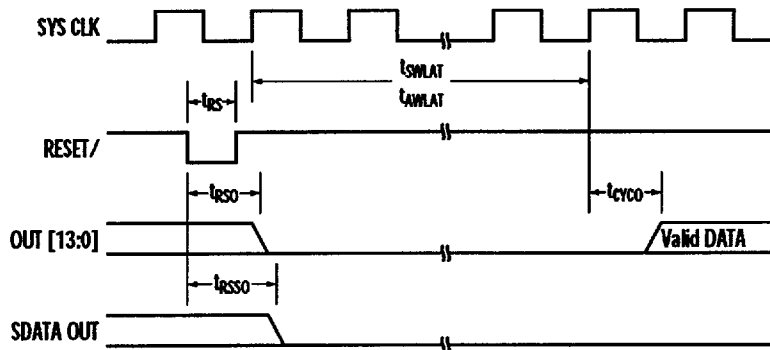 SYS CLK
tSWLAT
tAWLAT
tRS
RESET/
tRSO
tCYCO
OUT [13:0]
Valid DATA
tRSSO
SDATA OUT